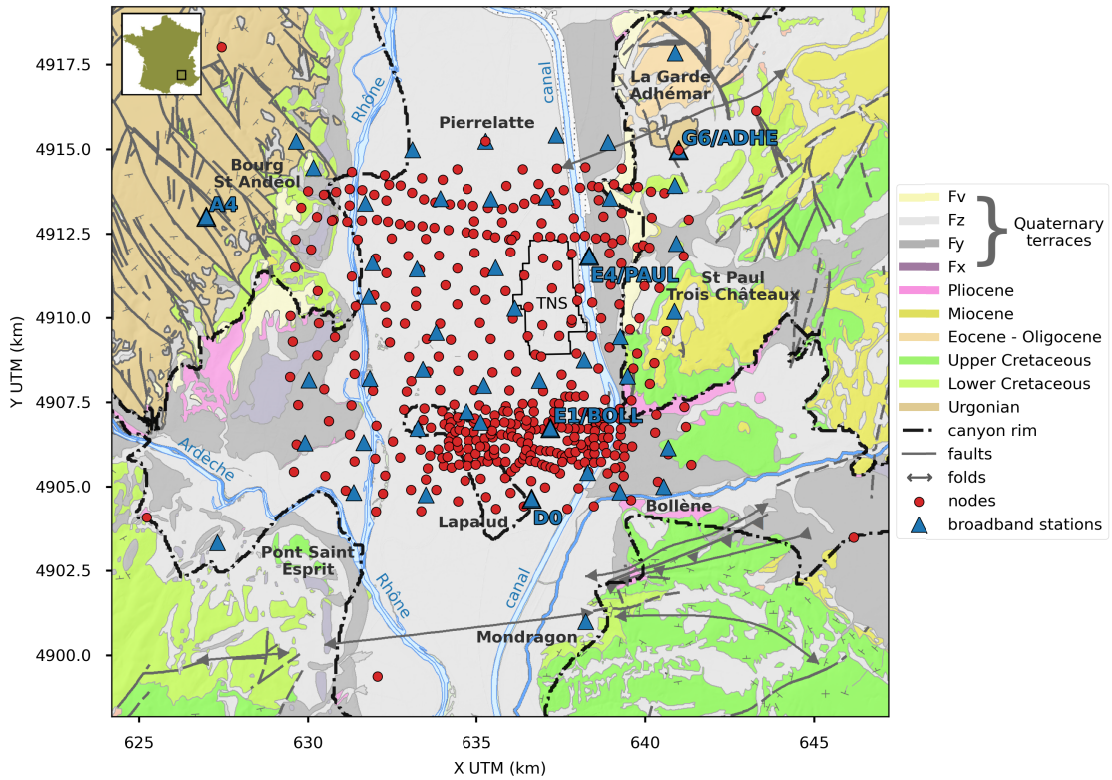 4917.5
4915.0
4912.5
4910.0
4907.5
4905.0
4902.5
4900.0
Y UTM (km)
625
630
635
640
645
X UTM (km)
Rhône
canal
La Garde
Adhémar
Pierrelatte
G6/ADHE
Bourg
St Andéol
A4
E4/PAUL
St Paul
Trois Châteaux
TNS
E1/BOLL
Ardèche
Lapalud
D0
Bollène
Pont Saint
Esprit
Rhône
canal
Mondragon
Fv
Fz
Fy
Fx
} Quaternary
terraces
Pliocene
Miocene
Eocene - Oligocene
Upper Cretaceous
Lower Cretaceous
Urgonian
canyon rim
faults
folds
nodes
broadband stations